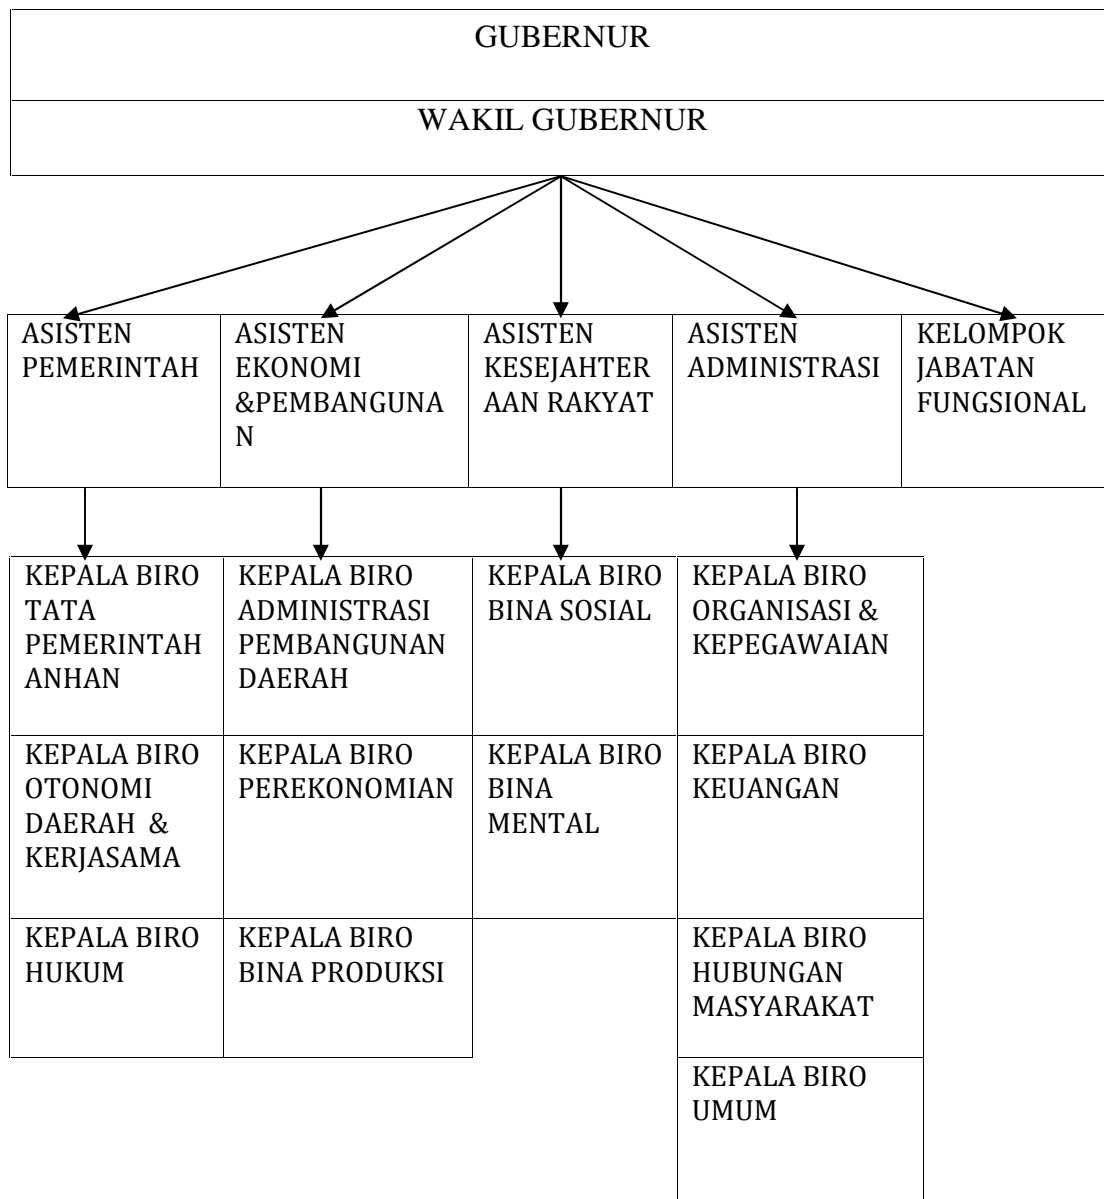 GUBERNUR
WAKIL GUBERNUR
ASISTEN
PEMERINTAH
ASISTEN
EKONOMI
&PEMBANGUNA
N
ASISTEN
KESEJAHTER
AAN RAKYAT
ASISTEN
ADMINISTRASI
KELOMPOK
JABATAN
FUNGSIONAL
KEPALA BIRO
TATA
PEMERINTAH
ANHAN
KEPALA BIRO
ADMINISTRASI
PEMBANGUNAN
DAERAH
KEPALA BIRO
BINA SOSIAL
KEPALA BIRO
ORGANISASI &
KEPEGAWAIAN
KEPALA BIRO
OTONOMI
DAERAH &
KERJASAMA
KEPALA BIRO
PEREKONOMIAN
KEPALA BIRO
BINA
MENTAL
KEPALA BIRO
KEUANGAN
KEPALA BIRO
HUKUM
KEPALA BIRO
BINA PRODUKSI
KEPALA BIRO
HUBUNGAN
MASYARAKAT
KEPALA BIRO
UMUM